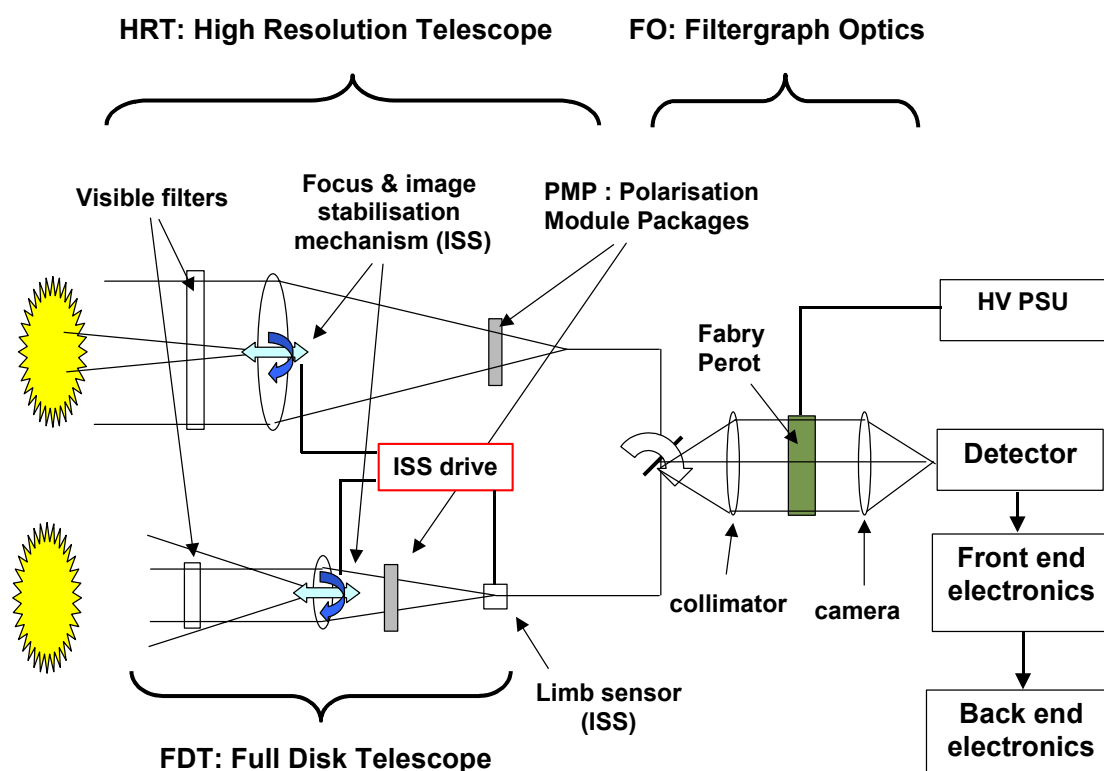 HRT: High Resolution Telescope
FO: Filtergraph Optics
Visible filters
Focus & image
stabilisation
mechanism (ISS)
PMP : Polarisation
Module Packages
HV PSU
Fabry
Perot
ISS drive
Detector
Front end
electronics
collimator
camera
Limb sensor
(ISS)
Back end
electronics
FDT: Full Disk Telescope